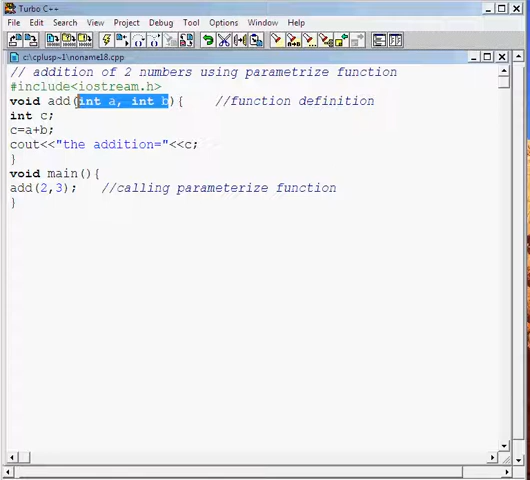 Turbo C++
File Edit Search View Project Debug Tool Options Window Help
c:\cplusp~1\noname18.cpp
// addition of 2 numbers using parametrize function
#include<iostream.h>
void add(int a, int b){ //function definition
int c;
c=a+b;
cout<<"the addition="<<c;
}
void main(){
add(2,3); //calling parameterize function
}